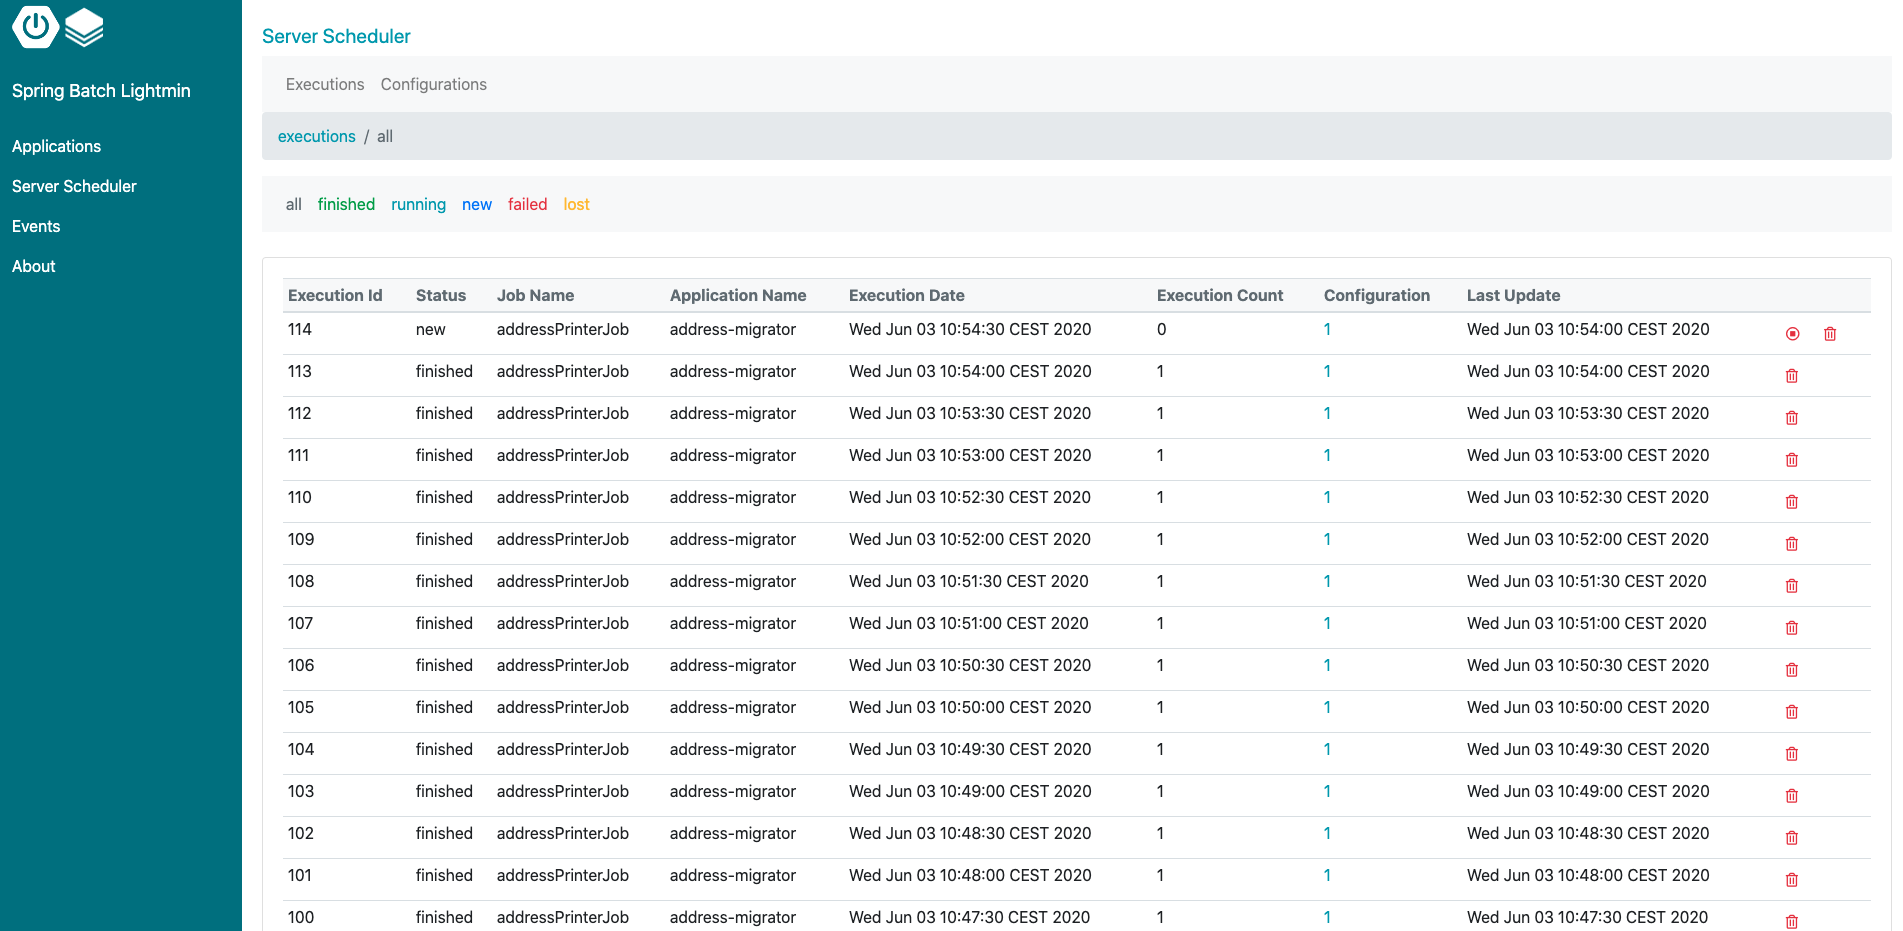 Spring Batch Lightmin
Applications
Server Scheduler
Events
About
Server Scheduler
Executions Configurations
executions / all
all finished running new failed lost
Execution Id Status Job Name Application Name Execution Date Execution Count Configuration Last Update
114 new addressPrinterJob address-migrator Wed Jun 03 10:54:30 CEST 2020 0 1 Wed Jun 03 10:54:00 CEST 2020
113 finished addressPrinterJob address-migrator Wed Jun 03 10:54:00 CEST 2020 1 1 Wed Jun 03 10:54:00 CEST 2020
112 finished addressPrinterJob address-migrator Wed Jun 03 10:53:30 CEST 2020 1 1 Wed Jun 03 10:53:30 CEST 2020
111 finished addressPrinterJob address-migrator Wed Jun 03 10:53:00 CEST 2020 1 1 Wed Jun 03 10:53:00 CEST 2020
110 finished addressPrinterJob address-migrator Wed Jun 03 10:52:30 CEST 2020 1 1 Wed Jun 03 10:52:30 CEST 2020
109 finished addressPrinterJob address-migrator Wed Jun 03 10:52:00 CEST 2020 1 1 Wed Jun 03 10:52:00 CEST 2020
108 finished addressPrinterJob address-migrator Wed Jun 03 10:51:30 CEST 2020 1 1 Wed Jun 03 10:51:30 CEST 2020
107 finished addressPrinterJob address-migrator Wed Jun 03 10:51:00 CEST 2020 1 1 Wed Jun 03 10:51:00 CEST 2020
106 finished addressPrinterJob address-migrator Wed Jun 03 10:50:30 CEST 2020 1 1 Wed Jun 03 10:50:30 CEST 2020
105 finished addressPrinterJob address-migrator Wed Jun 03 10:50:00 CEST 2020 1 1 Wed Jun 03 10:50:00 CEST 2020
104 finished addressPrinterJob address-migrator Wed Jun 03 10:49:30 CEST 2020 1 1 Wed Jun 03 10:49:30 CEST 2020
103 finished addressPrinterJob address-migrator Wed Jun 03 10:49:00 CEST 2020 1 1 Wed Jun 03 10:49:00 CEST 2020
102 finished addressPrinterJob address-migrator Wed Jun 03 10:48:30 CEST 2020 1 1 Wed Jun 03 10:48:30 CEST 2020
101 finished addressPrinterJob address-migrator Wed Jun 03 10:48:00 CEST 2020 1 1 Wed Jun 03 10:48:00 CEST 2020
100 finished addressPrinterJob address-migrator Wed Jun 03 10:47:30 CEST 2020 1 1 Wed Jun 03 10:47:30 CEST 2020